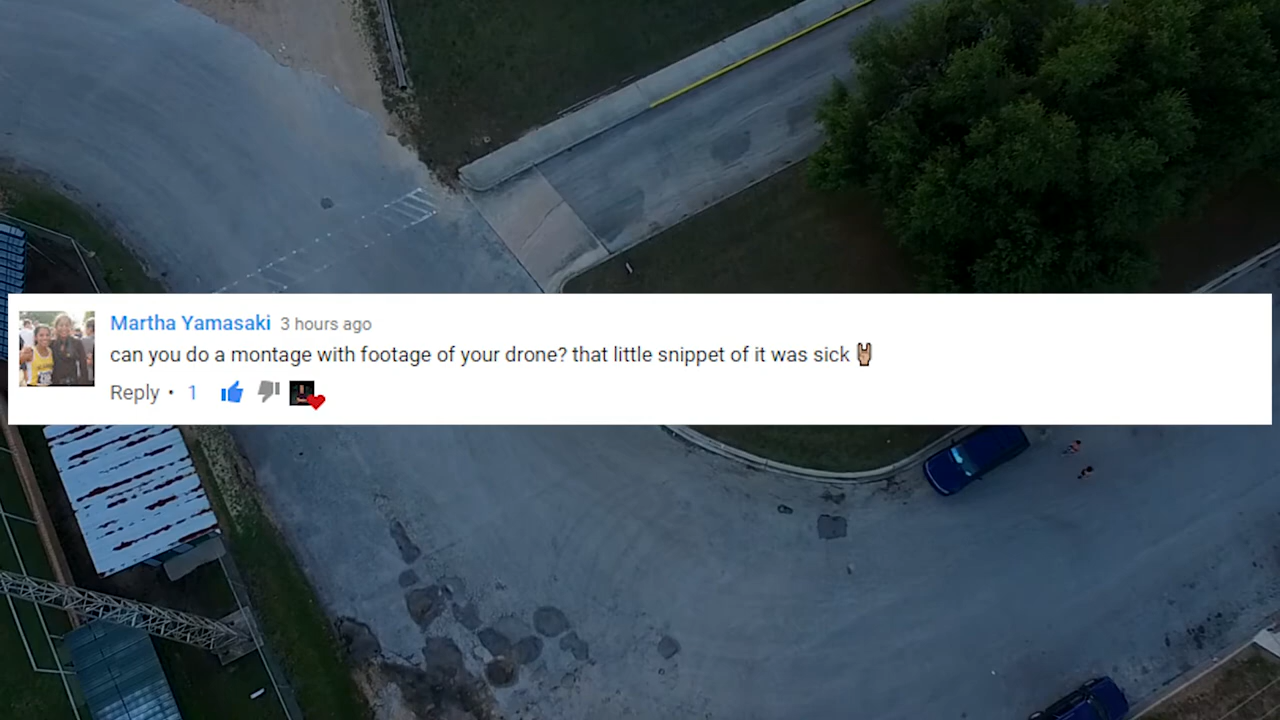 Martha Yamasaki 3 hours ago
can you do a montage with footage of your drone? that little snippet of it was sick 🤘🏼
Reply • 1